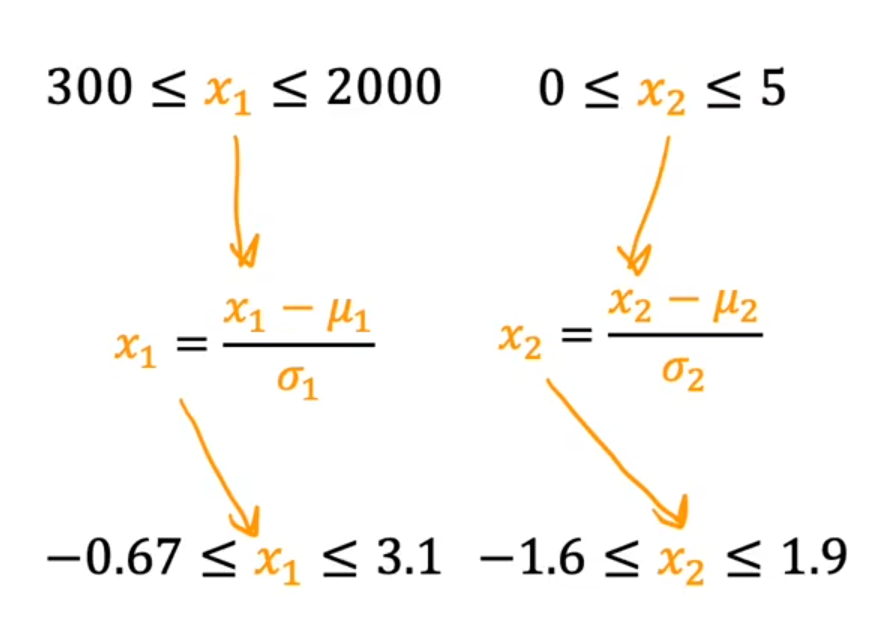 300 ≤ x₁ ≤ 2000 0 ≤ x₂ ≤ 5
x₁ = (x₁ − μ₁) / σ₁ x₂ = (x₂ − μ₂) / σ₂
−0.67 ≤ x₁ ≤ 3.1 −1.6 ≤ x₂ ≤ 1.9